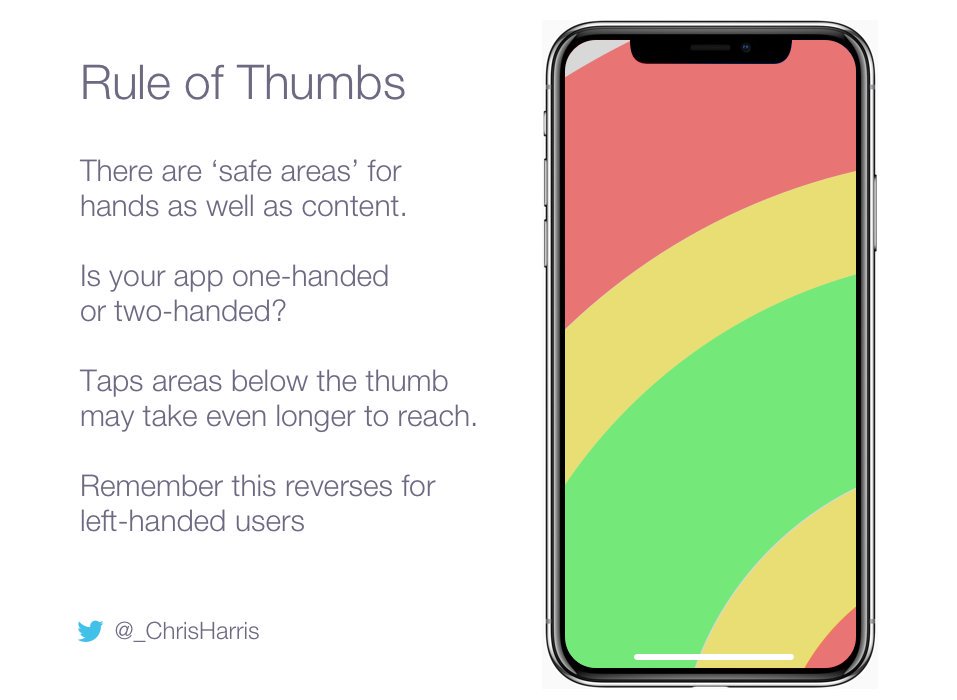 Rule of Thumbs
There are ‘safe areas’ for
hands as well as content.
Is your app one-handed
or two-handed?
Taps areas below the thumb
may take even longer to reach.
Remember this reverses for
left-handed users
@_ChrisHarris